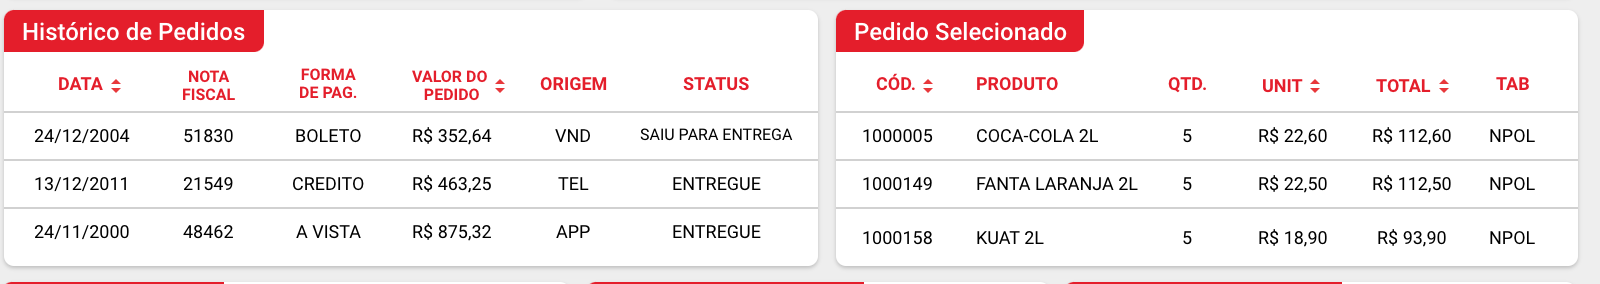 Histórico de Pedidos
DATA NOTA FISCAL FORMA DE PAG. VALOR DO PEDIDO ORIGEM STATUS
24/12/2004 51830 BOLETO R$ 352,64 VND SAIU PARA ENTREGA
13/12/2011 21549 CREDITO R$ 463,25 TEL ENTREGUE
24/11/2000 48462 A VISTA R$ 875,32 APP ENTREGUE
Pedido Selecionado
CÓD. PRODUTO QTD. UNIT TOTAL TAB
1000005 COCA-COLA 2L 5 R$ 22,60 R$ 112,60 NPOL
1000149 FANTA LARANJA 2L 5 R$ 22,50 R$ 112,50 NPOL
1000158 KUAT 2L 5 R$ 18,90 R$ 93,90 NPOL